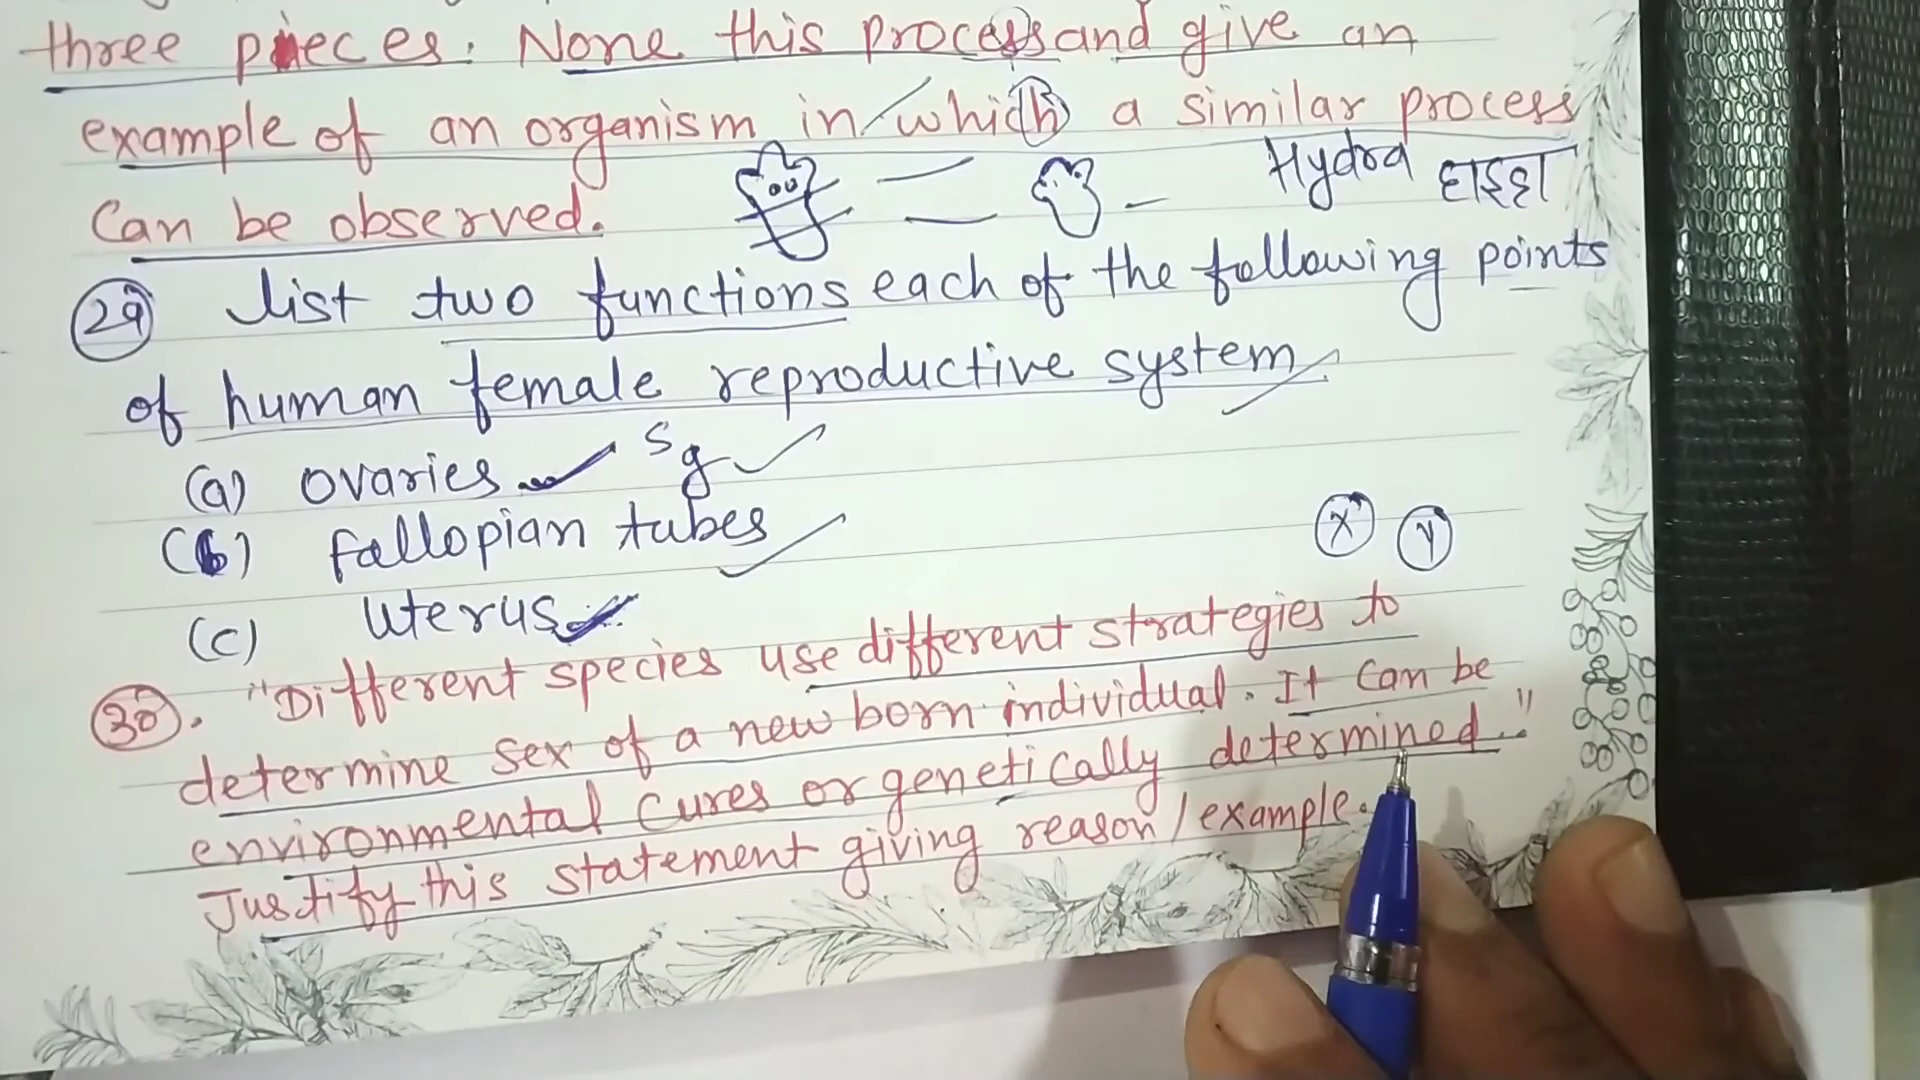 three pieces. None this process and give an
example of an organism in which a similar process
Can be observed. Hydra हाइड्रा
(29) list two functions each of the following points
of human female reproductive system
(a) ovaries sg
(b) fallopian tubes
X Y
(c) uterus
(30). "Different species use different strategies to
determine sex of a new born individual. It can be
environmental Cures or genetically determined.."
Justify this statement giving reason/example.